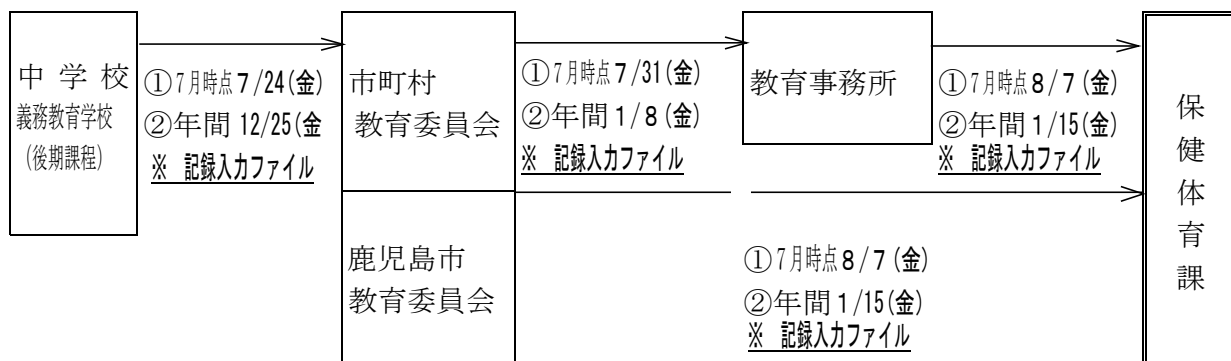 中学校
義務教育学校
(後期課程)
①7月時点7/24(金)
②年間12/25(金
※ 記録入力ファイル
市町村
教育委員会
①7月時点7/31(金)
②年間1/8(金)
※ 記録入力ファイル
教育事務所
①7月時点8/7(金)
②年間1/15(金)
※ 記録入力ファイル
鹿児島市
教育委員会
①7月時点8/7(金)
②年間1/15(金)
※ 記録入力ファイル
保健体育課